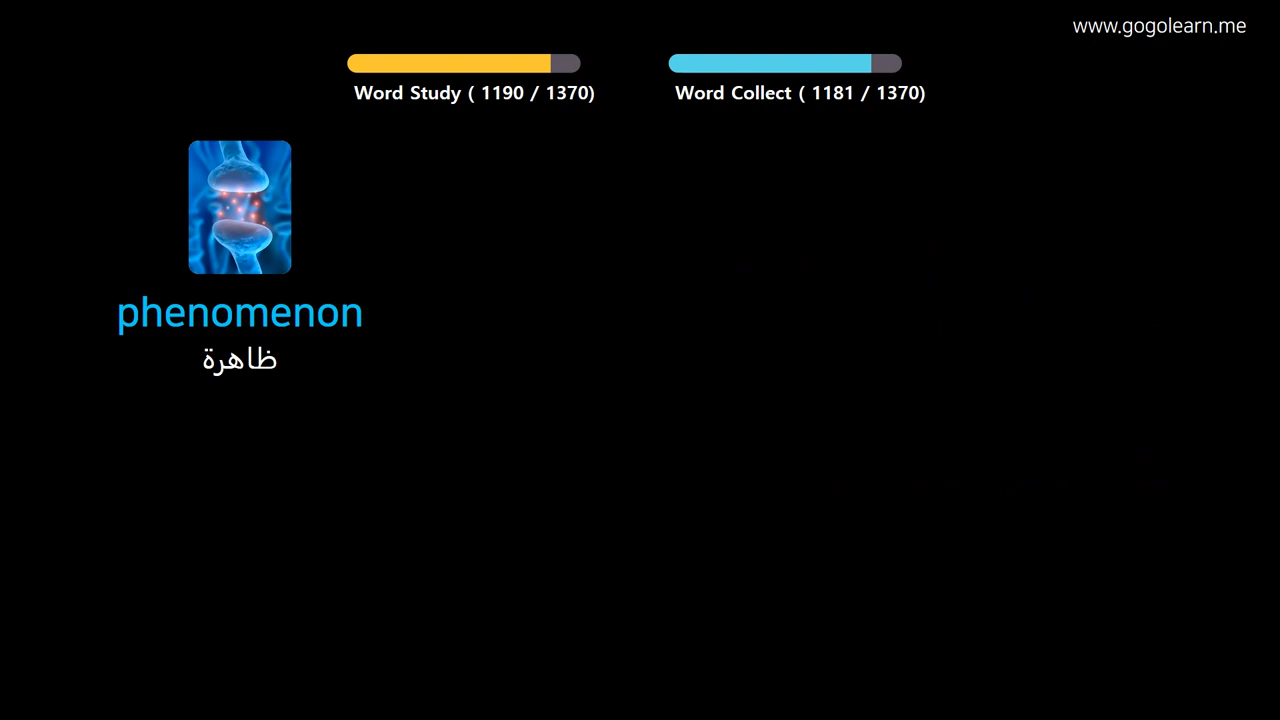 www.gogolearn.me
Word Study ( 1190 / 1370)
Word Collect ( 1181 / 1370)
phenomenon
ظاهرة